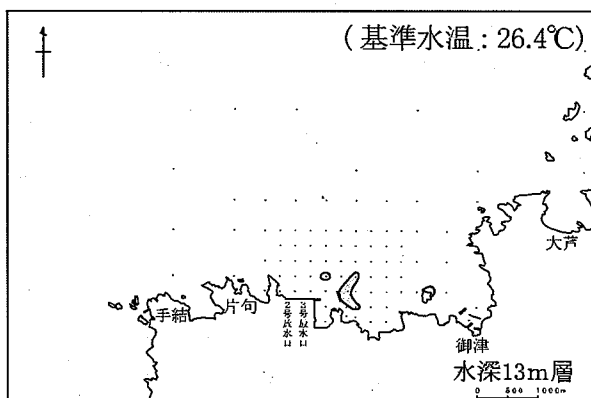 (基準水温：26.4℃)
大芦
手結
片句
2号放水口
3号放水口
御津
水深13m層
0 500 1000m